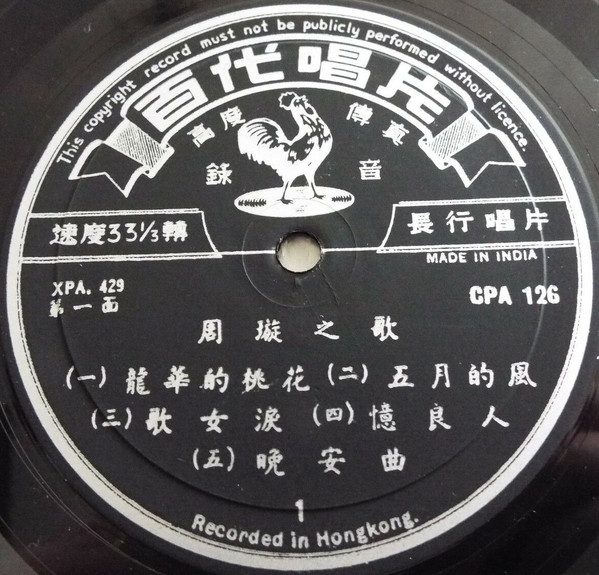 This copyright record must not be publicly performed without licence.
百代唱片
高度 傳真
錄 音
速度33⅓轉
長行唱片
MADE IN INDIA
XPA. 429
第一面
CPA 126
周璇之歌
(一) 龍華的桃花 (二) 五月的風
(三) 歌女淚 (四) 憶良人
(五) 晚安曲
1
Recorded in Hongkong.